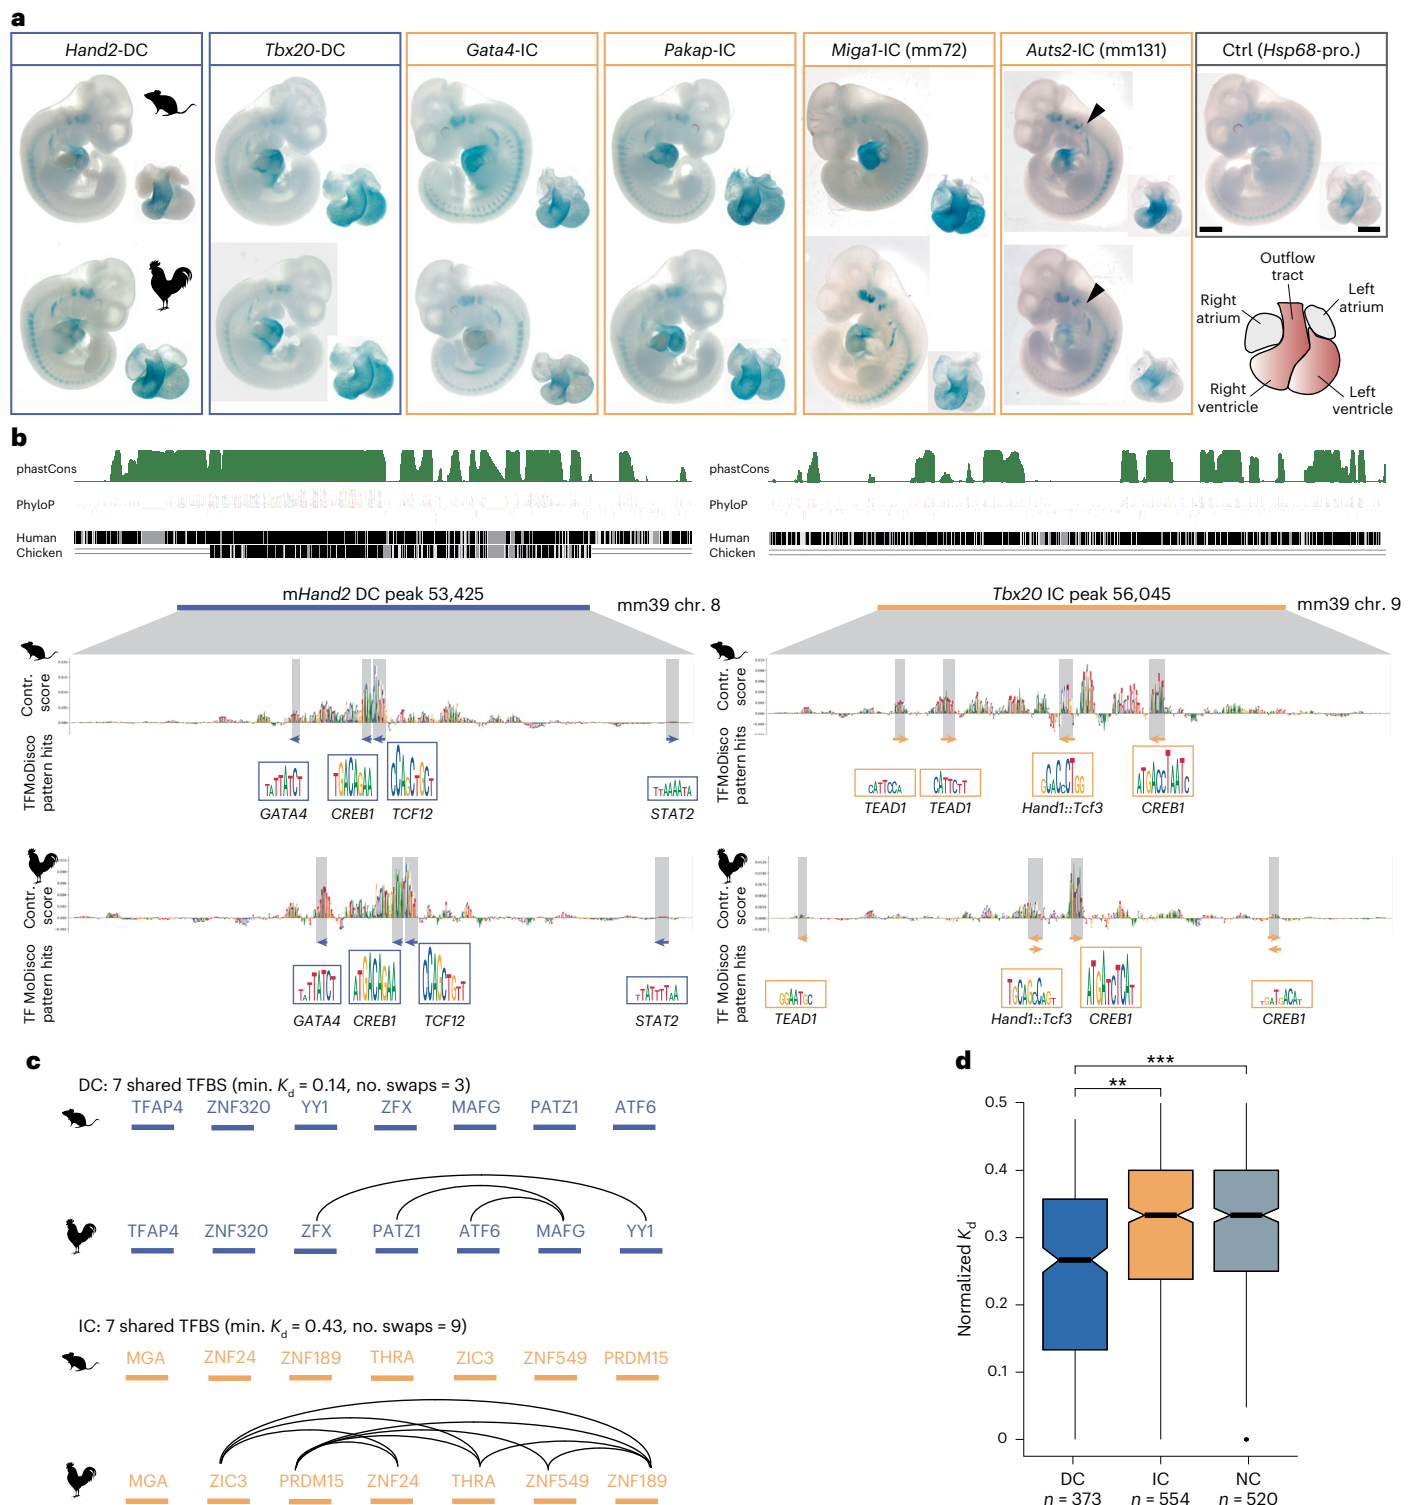 a
Hand2-DC
Tbx20-DC
Gata4-IC
Pakap-IC
Miga1-IC (mm72)
Auts2-IC (mm131)
Ctrl (Hsp68-pro.)
Outflow
tract
Right
atrium
Left
atrium
Right
ventricle
Left
ventricle
b
phastCons
PhyloP
Human
Chicken
mHand2 DC peak 53,425
mm39 chr. 8
Contr.
score
TFMoDisco
pattern hits
GATA4
CREB1
TCF12
STAT2
Contr.
score
TF MoDisco
pattern hits
GATA4
CREB1
TCF12
STAT2
phastCons
PhyloP
Human
Chicken
Tbx20 IC peak 56,045
mm39 chr. 9
Contr.
score
TFMoDisco
pattern hits
TEAD1
TEAD1
Hand1::Tcf3
CREB1
Contr.
score
TF MoDisco
pattern hits
TEAD1
Hand1::Tcf3
CREB1
CREB1
c
DC: 7 shared TFBS (min. Kd = 0.14, no. swaps = 3)
TFAP4 ZNF320 YY1 ZFX MAFG PATZ1 ATF6
TFAP4 ZNF320 ZFX PATZ1 ATF6 MAFG YY1
IC: 7 shared TFBS (min. Kd = 0.43, no. swaps = 9)
MGA ZNF24 ZNF189 THRA ZIC3 ZNF549 PRDM15
MGA ZIC3 PRDM15 ZNF24 THRA ZNF549 ZNF189
d
***
**
Normalized Kd
0.5
0.4
0.3
0.2
0.1
0
DC IC NC
n = 373 n = 554 n = 520